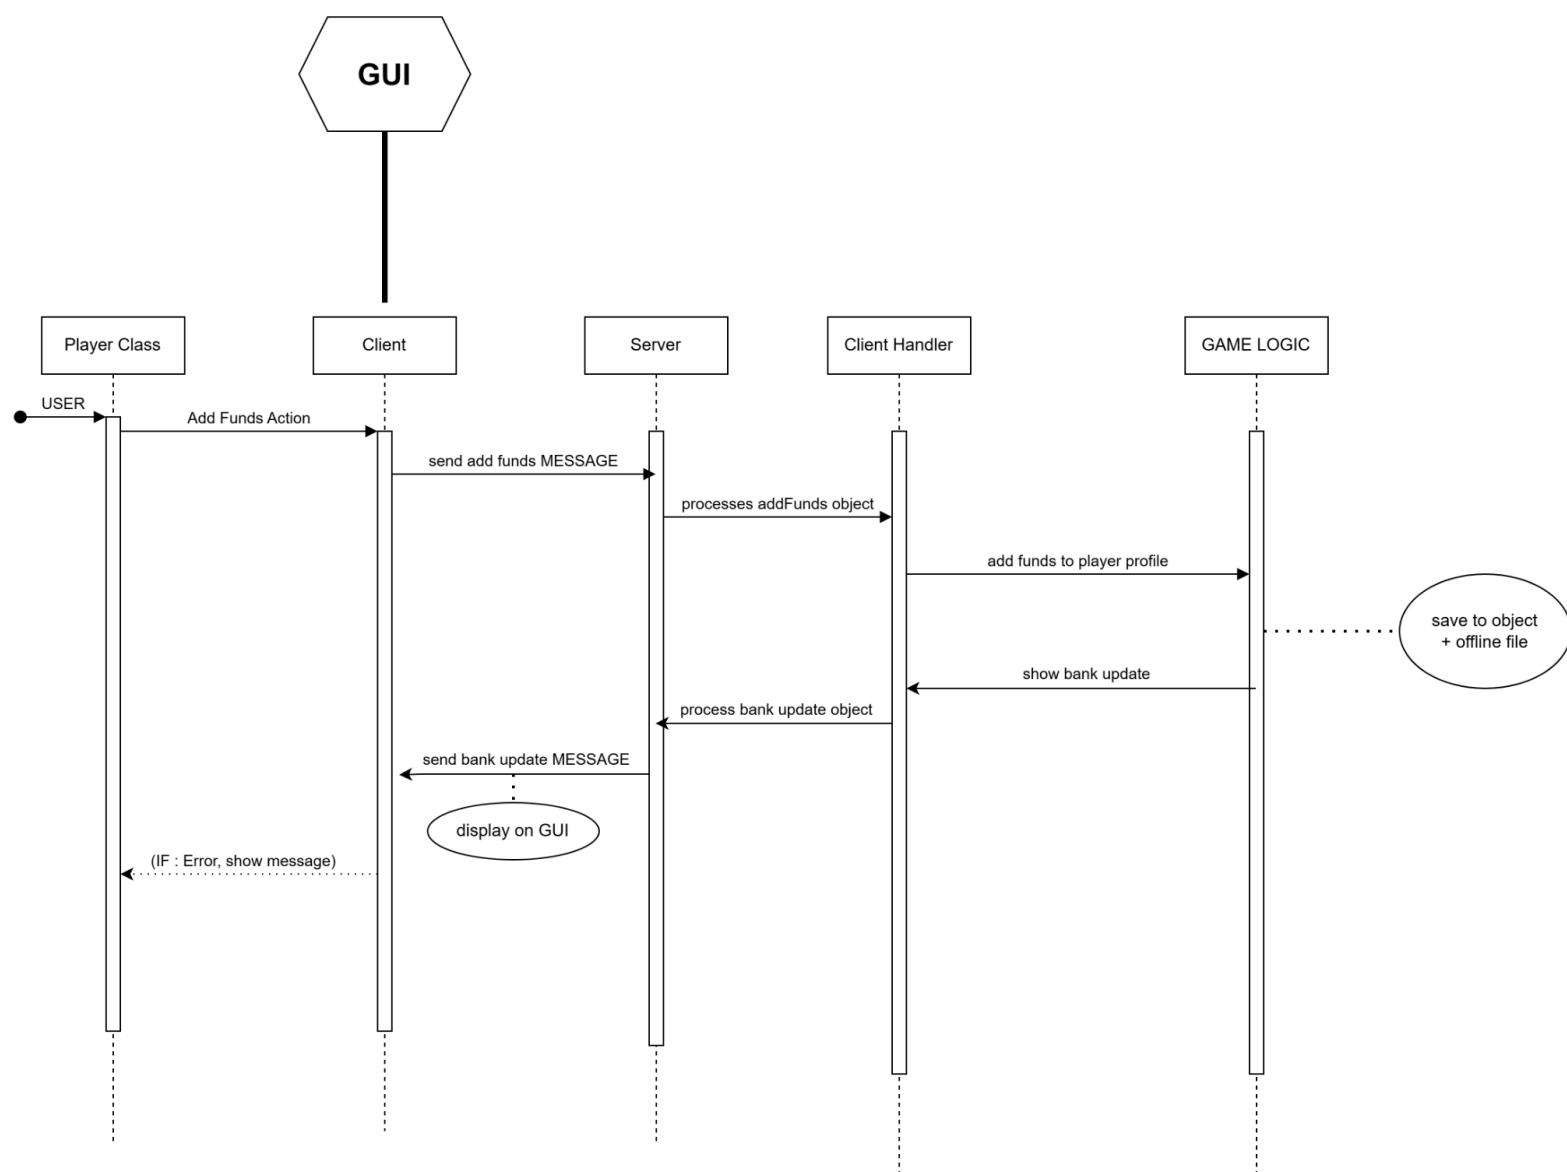 GUI
Player Class
Client
Server
Client Handler
GAME LOGIC
USER
Add Funds Action
send add funds MESSAGE
processes addFunds object
add funds to player profile
save to object
+ offline file
show bank update
process bank update object
send bank update MESSAGE
display on GUI
(IF : Error, show message)